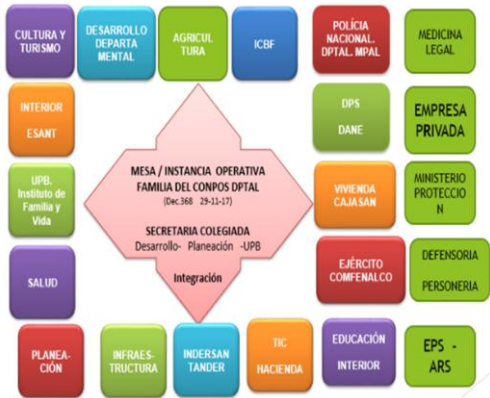 CULTURA Y
TURISMO
DESARROLLO
DEPARTA
MENTAL
AGRICUL
TURA
ICBF
POLÍCIA
NACIONAL.
DPTAL. MPAL
MEDICINA
LEGAL
INTERIOR
ESANT
DPS
DANE
EMPRESA
PRIVADA
MESA / INSTANCIA OPERATIVA
FAMILIA DEL CONPOS DPTAL
(Dec.368 29-11-17)
SECRETARIA COLEGIADA
Desarrollo- Planeación -UPB
Integración
UPB.
Instituto de
Familia y
Vida
VIVIENDA
CAJASAN
MINISTERIO
PROTECCIO
N
SALUD
EJÉRCITO
COMFENALCO
DEFENSORIA
PERSONERIA
PLANEA-
CIÓN
INFRAES-
TRUCTURA
INDERSAN
TANDER
TIC
HACIENDA
EDUCACIÓN
INTERIOR
EPS -
ARS